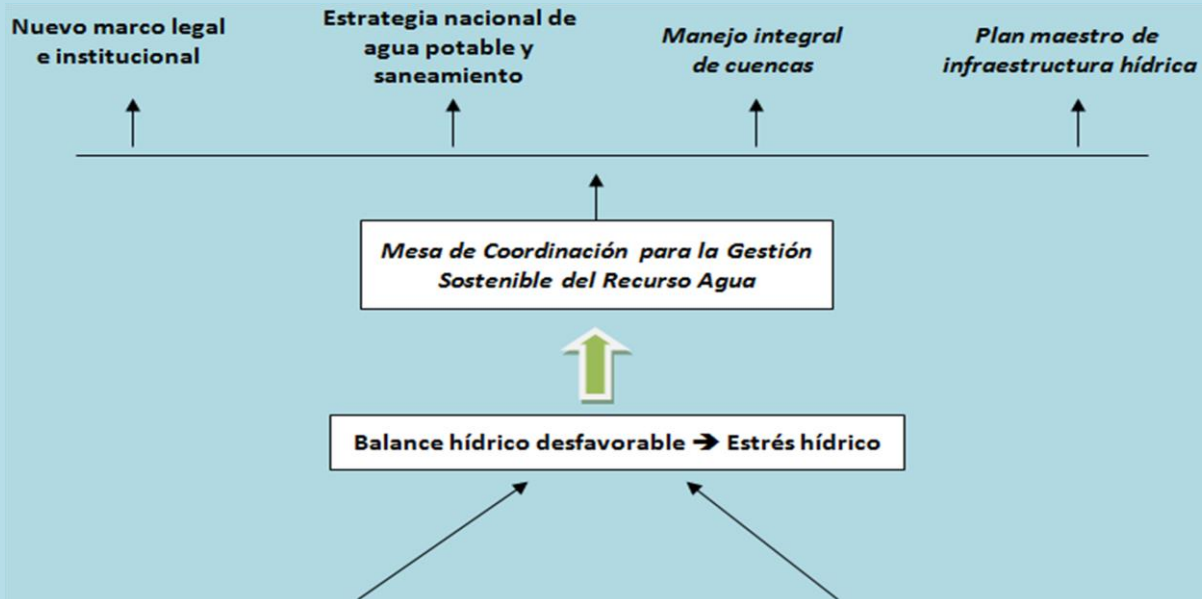 Nuevo marco legal
e institucional
Estrategia nacional de
agua potable y
saneamiento
Manejo integral
de cuencas
Plan maestro de
infraestructura hídrica
Mesa de Coordinación para la Gestión
Sostenible del Recurso Agua
Balance hídrico desfavorable ➔ Estrés hídrico